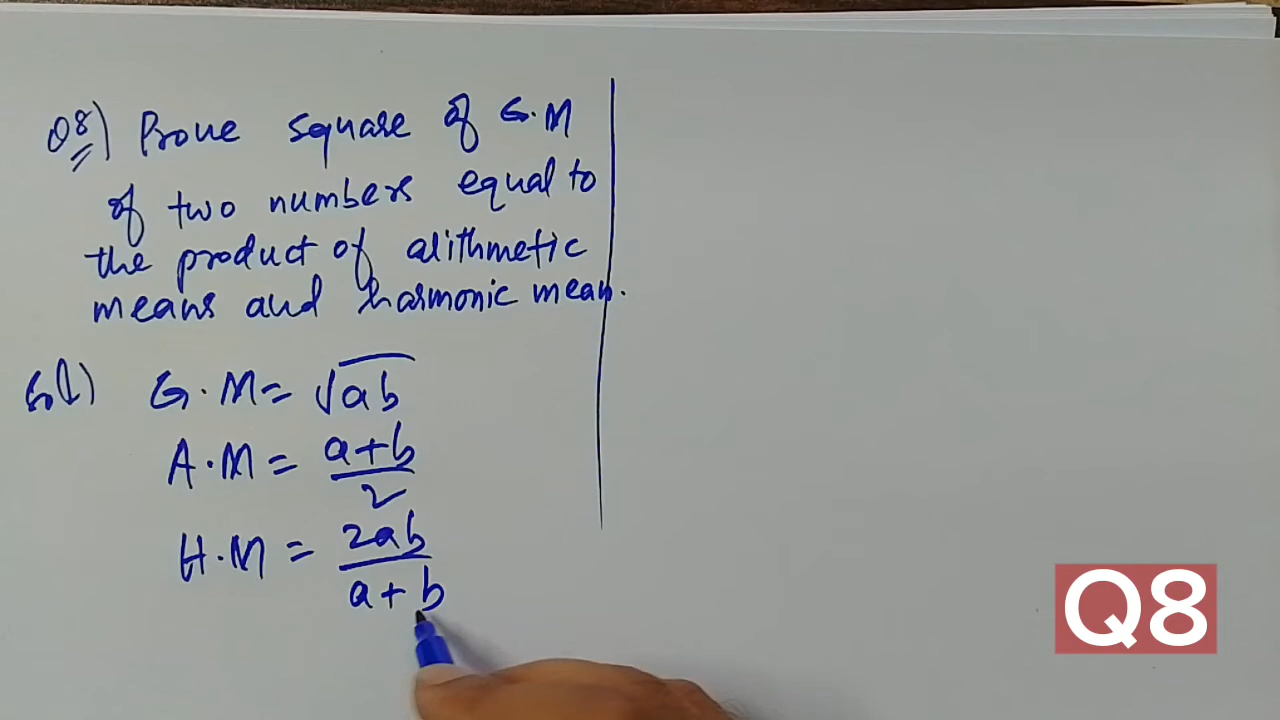 Q8) Prove square of G.M
of two numbers equal to
the product of arithmetic
means and harmonic mean.
Sol) G.M = √ab
A.M = a+b
2
H.M = 2ab
a+b
Q8